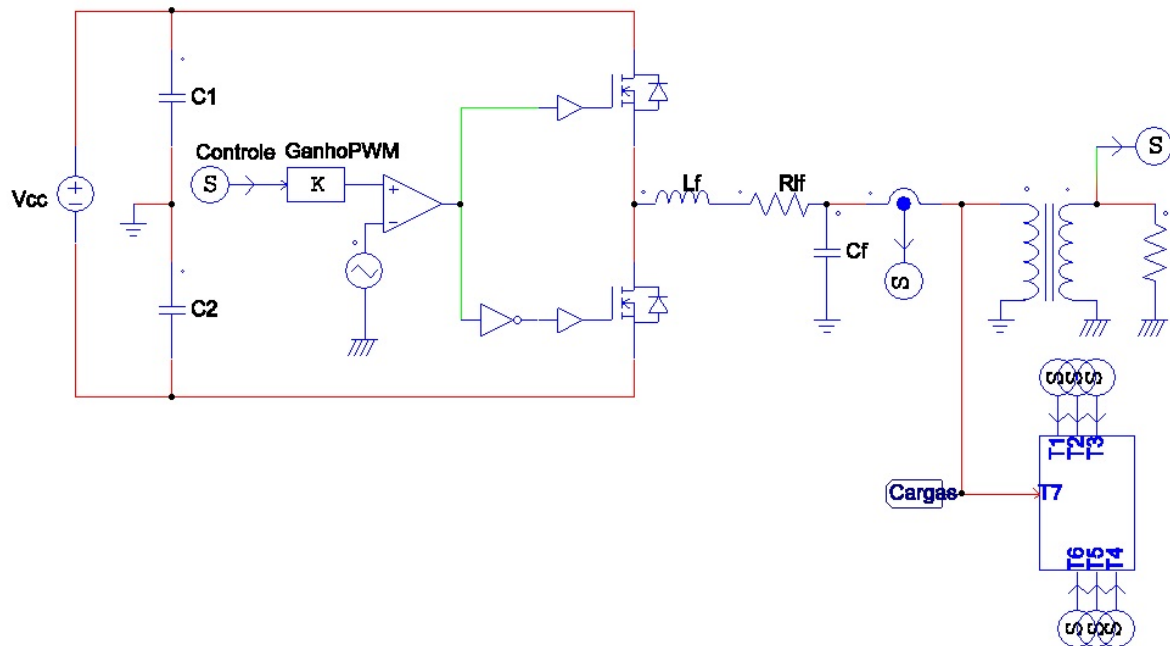 C1
S
Controle GanhoPWM
S
K
Lf
Rlf
Vcc
Cf
S
C2
S S S
T1 T2 T3
Cargas
T7
T6 T5 T4
S S S